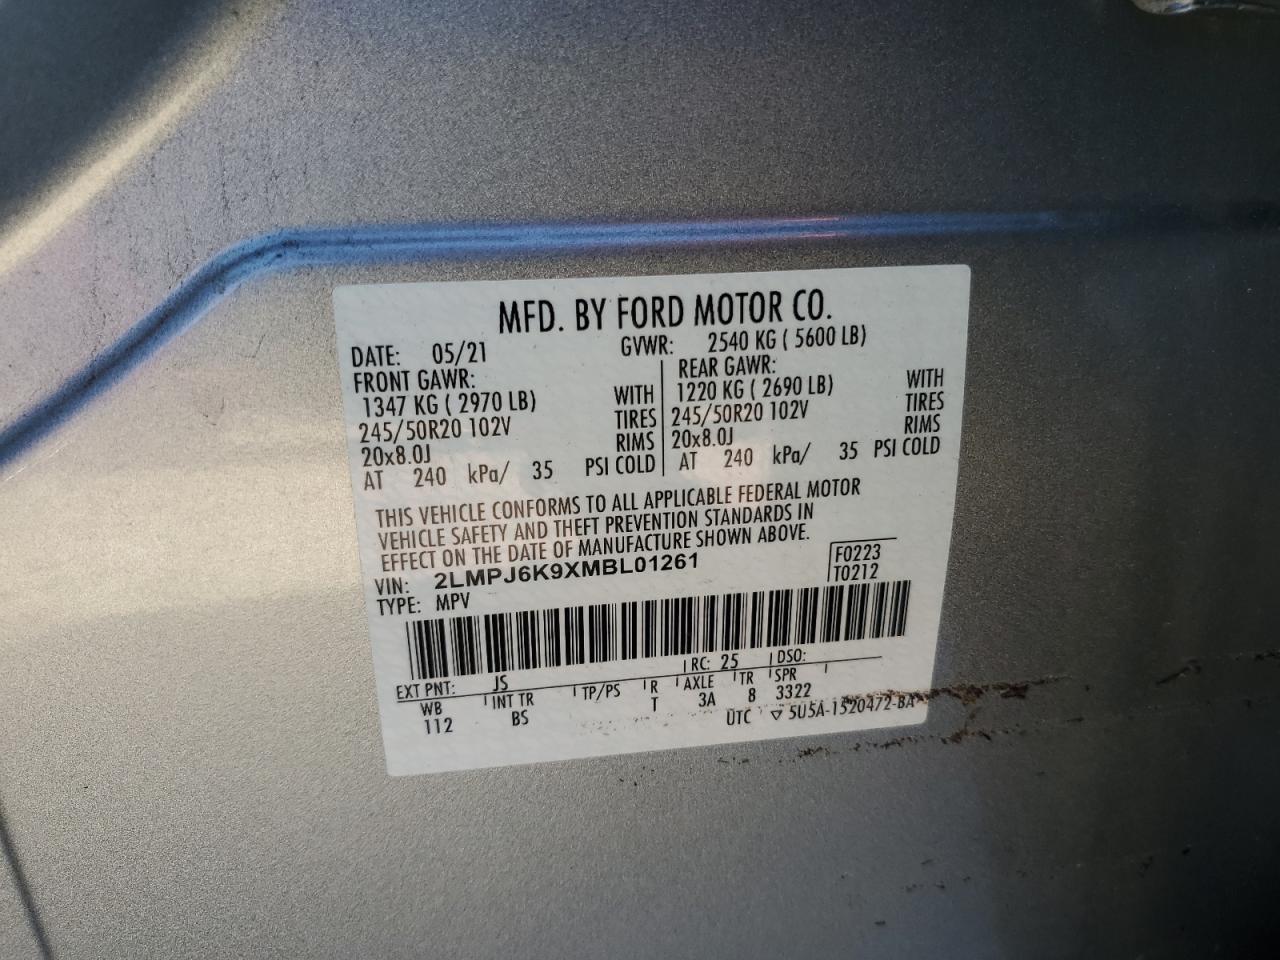 MFD. BY FORD MOTOR CO.
DATE: 05/21 GVWR: 2540 KG ( 5600 LB)
FRONT GAWR: REAR GAWR:
1347 KG ( 2970 LB) WITH 1220 KG ( 2690 LB) WITH
245/50R20 102V TIRES 245/50R20 102V TIRES
20x8.0J RIMS 20x8.0J RIMS
AT 240 kPa/ 35 PSI COLD AT 240 kPa/ 35 PSI COLD
THIS VEHICLE CONFORMS TO ALL APPLICABLE FEDERAL MOTOR
VEHICLE SAFETY AND THEFT PREVENTION STANDARDS IN
EFFECT ON THE DATE OF MANUFACTURE SHOWN ABOVE.
VIN: 2LMPJ6K9XMBL01261 F0223
TYPE: MPV T0212
EXT PNT: JS RC: 25 DSO:
WB INT TR TP/PS R AXLE TR SPR
112 BS T 3A 8 3322
UTC ▽ 5U5A-1520472-BA